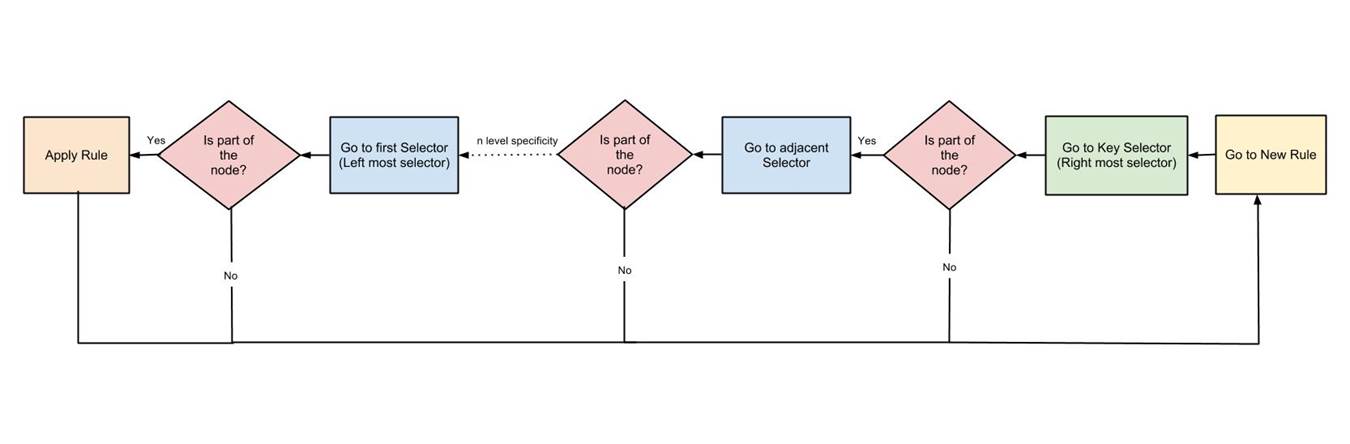 Apply Rule
Yes
Is part of
the
node?
Go to first Selector
(Left most selector)
n level specificity
Is part of
the
node?
Go to adjacent
Selector
Yes
Is part of
the
node?
Go to Key Selector
(Right most selector)
Go to New Rule
No
No
No